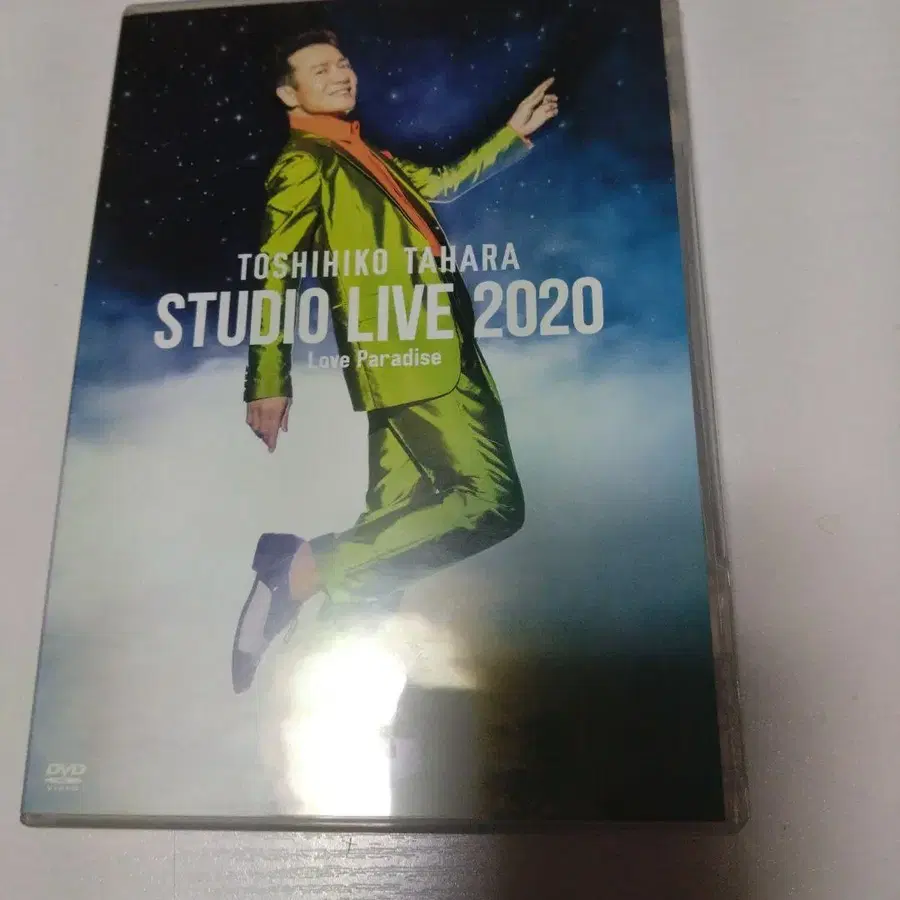 TOSHIHIKO TAHARA
STUDIO LIVE 2020
Love Paradise
DVD
VIDEO